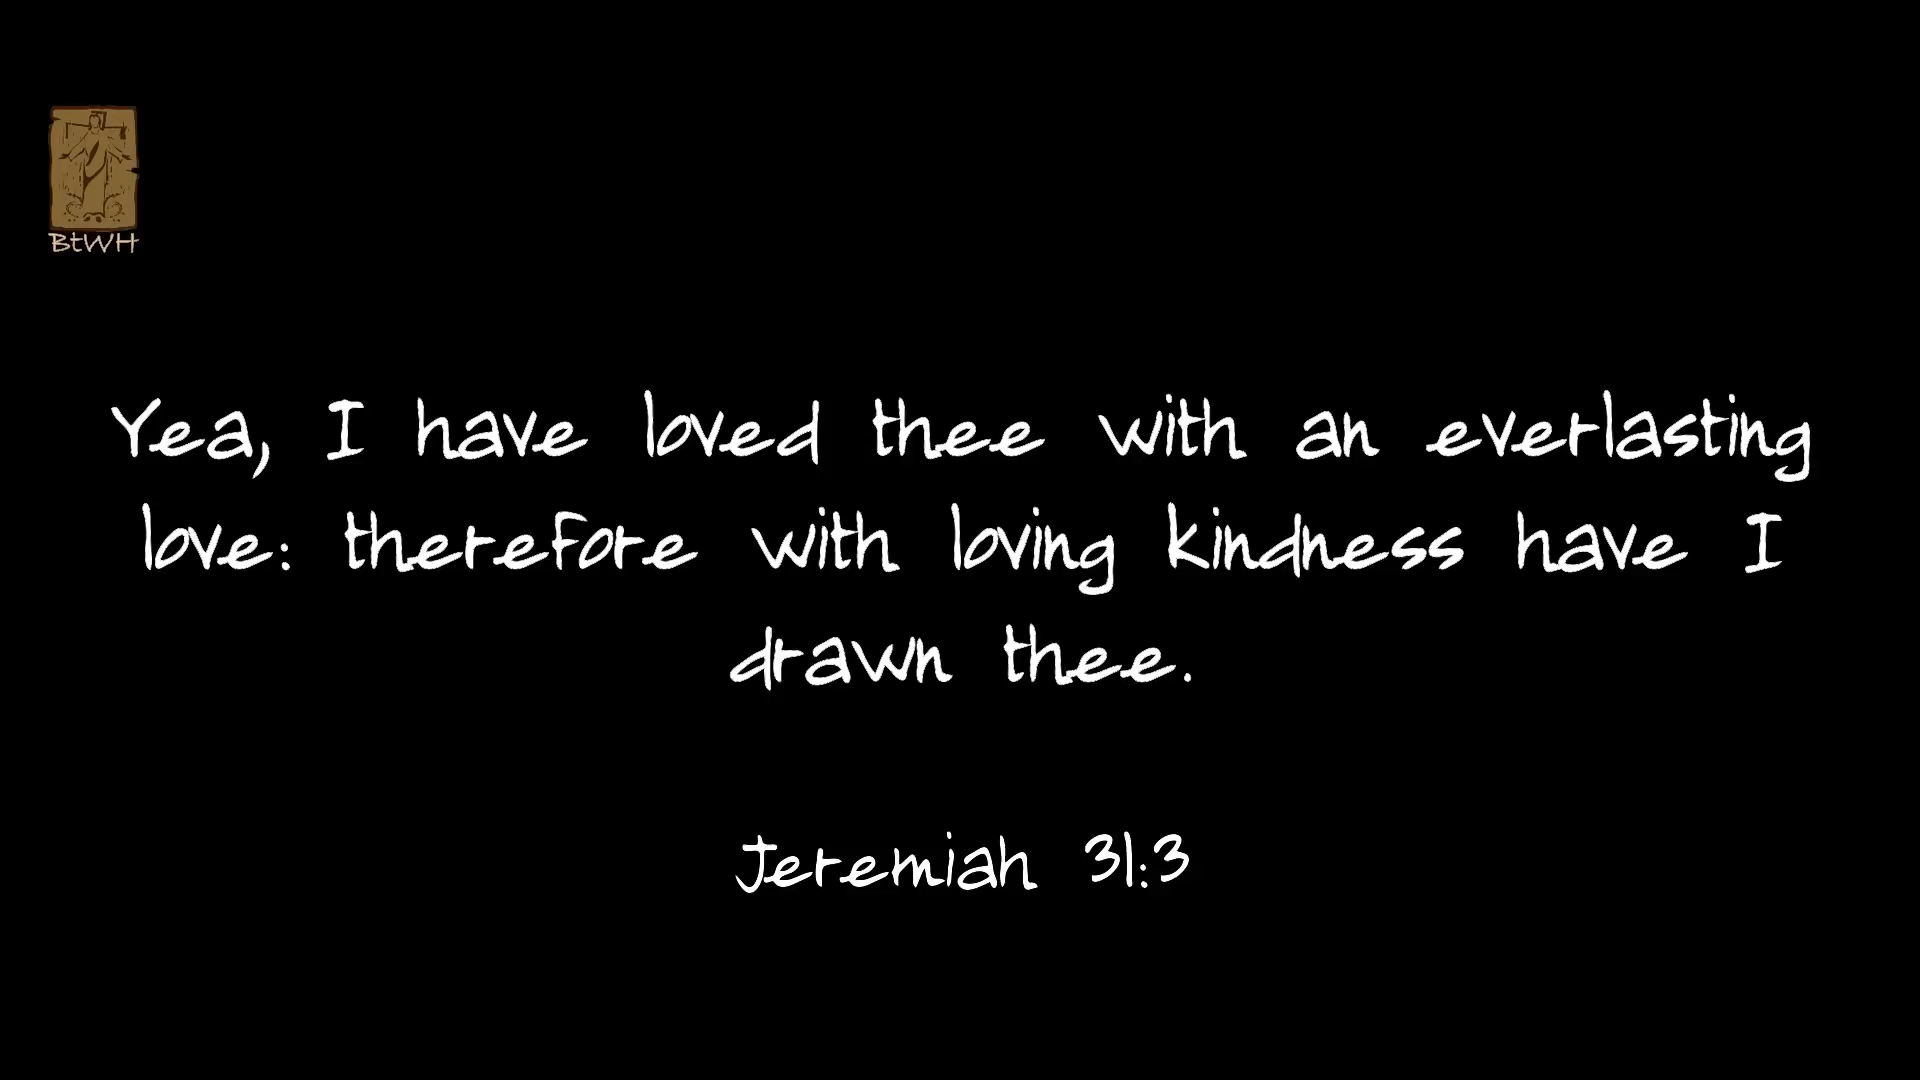 BtWH
Yea, I have loved thee with an everlasting
love: therefore with loving kindness have I
drawn thee.
Jeremiah 31:3